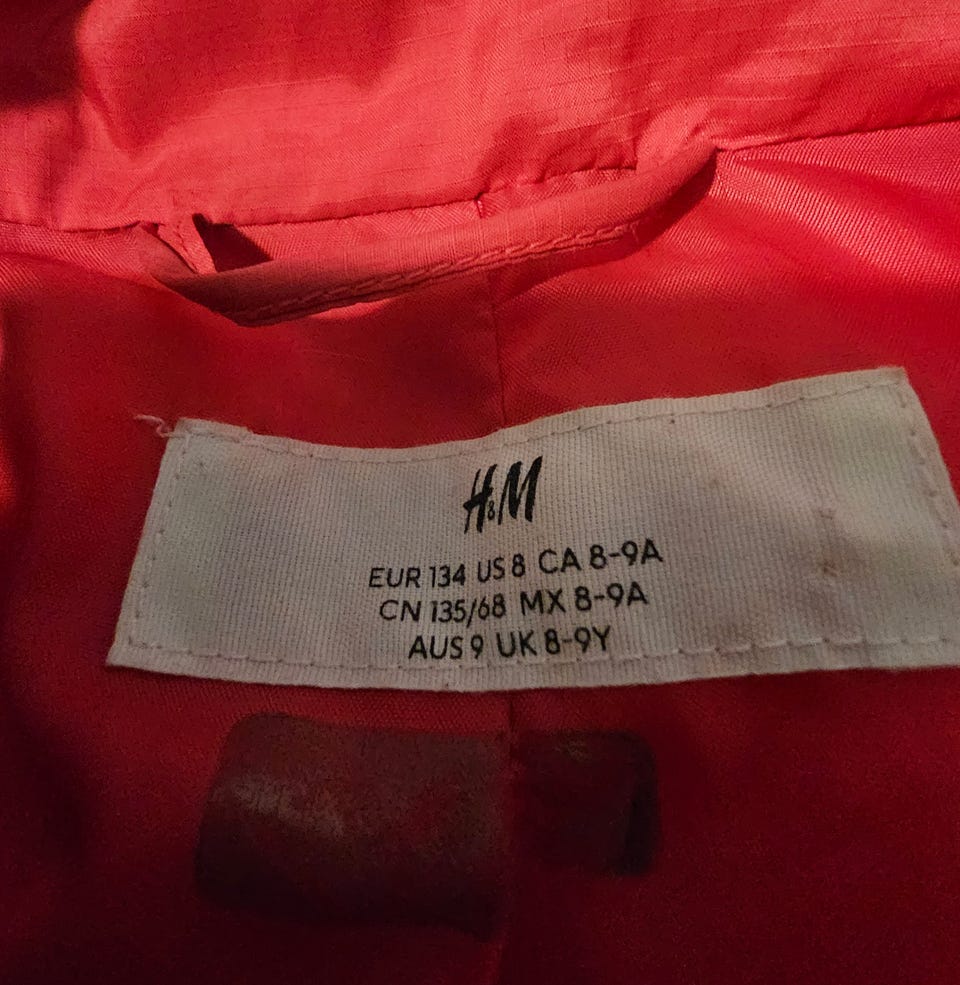 H&M
EUR 134 US 8 CA 8-9A
CN 135/68 MX 8-9A
AUS 9 UK 8-9Y